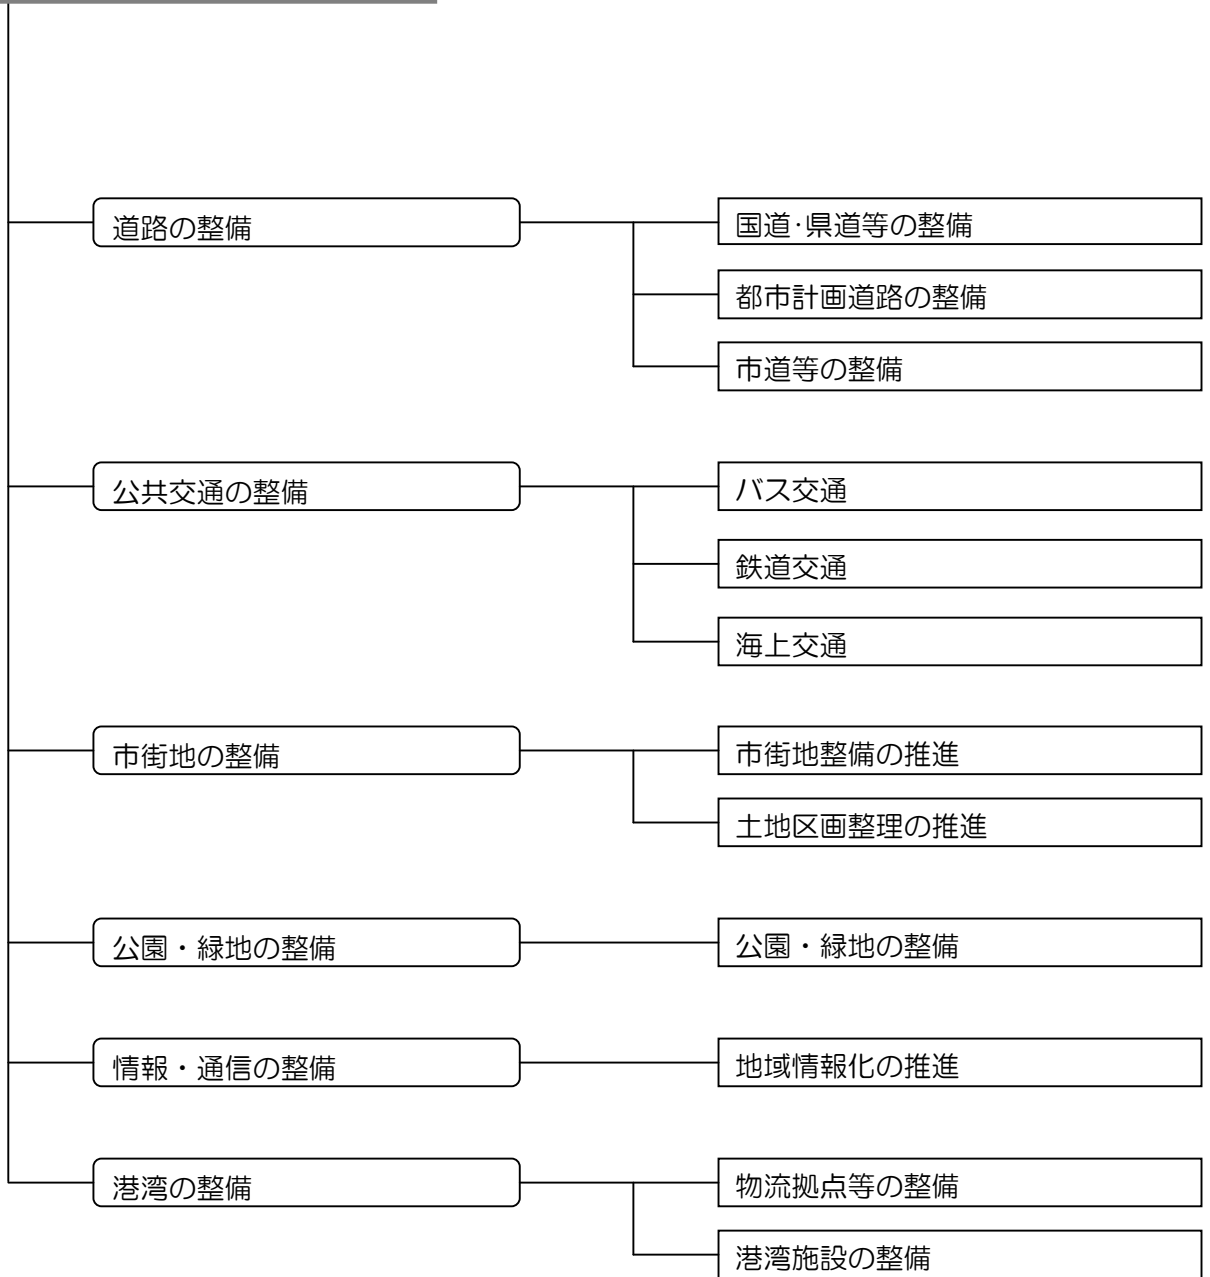 道路の整備
国道･県道等の整備
都市計画道路の整備
市道等の整備
公共交通の整備
バス交通
鉄道交通
海上交通
市街地の整備
市街地整備の推進
土地区画整理の推進
公園・緑地の整備
公園・緑地の整備
情報・通信の整備
地域情報化の推進
港湾の整備
物流拠点等の整備
港湾施設の整備